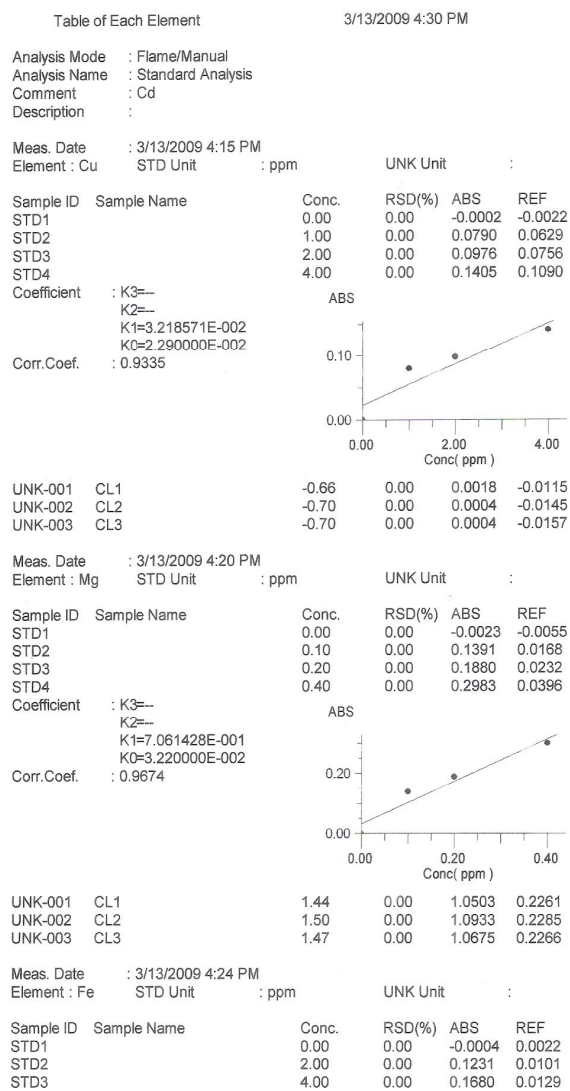 Table of Each Element 3/13/2009 4:30 PM
Analysis Mode : Flame/Manual
Analysis Name : Standard Analysis
Comment : Cd
Description :
Meas. Date : 3/13/2009 4:15 PM
Element : Cu STD Unit : ppm UNK Unit :
Sample ID Sample Name Conc. RSD(%) ABS REF
STD1 0.00 0.00 -0.0002 -0.0022
STD2 1.00 0.00 0.0790 0.0629
STD3 2.00 0.00 0.0976 0.0756
STD4 4.00 0.00 0.1405 0.1090
Coefficient : K3=--
K2=--
K1=3.218571E-002
K0=2.290000E-002
Corr.Coef. : 0.9335
ABS
0.10
0.00
0.00 2.00 4.00
Conc( ppm )
UNK-001 CL1 -0.66 0.00 0.0018 -0.0115
UNK-002 CL2 -0.70 0.00 0.0004 -0.0145
UNK-003 CL3 -0.70 0.00 0.0004 -0.0157
Meas. Date : 3/13/2009 4:20 PM
Element : Mg STD Unit : ppm UNK Unit :
Sample ID Sample Name Conc. RSD(%) ABS REF
STD1 0.00 0.00 -0.0023 -0.0055
STD2 0.10 0.00 0.1391 0.0168
STD3 0.20 0.00 0.1880 0.0232
STD4 0.40 0.00 0.2983 0.0396
Coefficient : K3=--
K2=--
K1=7.061428E-001
K0=3.220000E-002
Corr.Coef. : 0.9674
ABS
0.20
0.00
0.00 0.20 0.40
Conc( ppm )
UNK-001 CL1 1.44 0.00 1.0503 0.2261
UNK-002 CL2 1.50 0.00 1.0933 0.2285
UNK-003 CL3 1.47 0.00 1.0675 0.2266
Meas. Date : 3/13/2009 4:24 PM
Element : Fe STD Unit : ppm UNK Unit :
Sample ID Sample Name Conc. RSD(%) ABS REF
STD1 0.00 0.00 -0.0004 0.0022
STD2 2.00 0.00 0.1231 0.0101
STD3 4.00 0.00 0.1680 0.0129